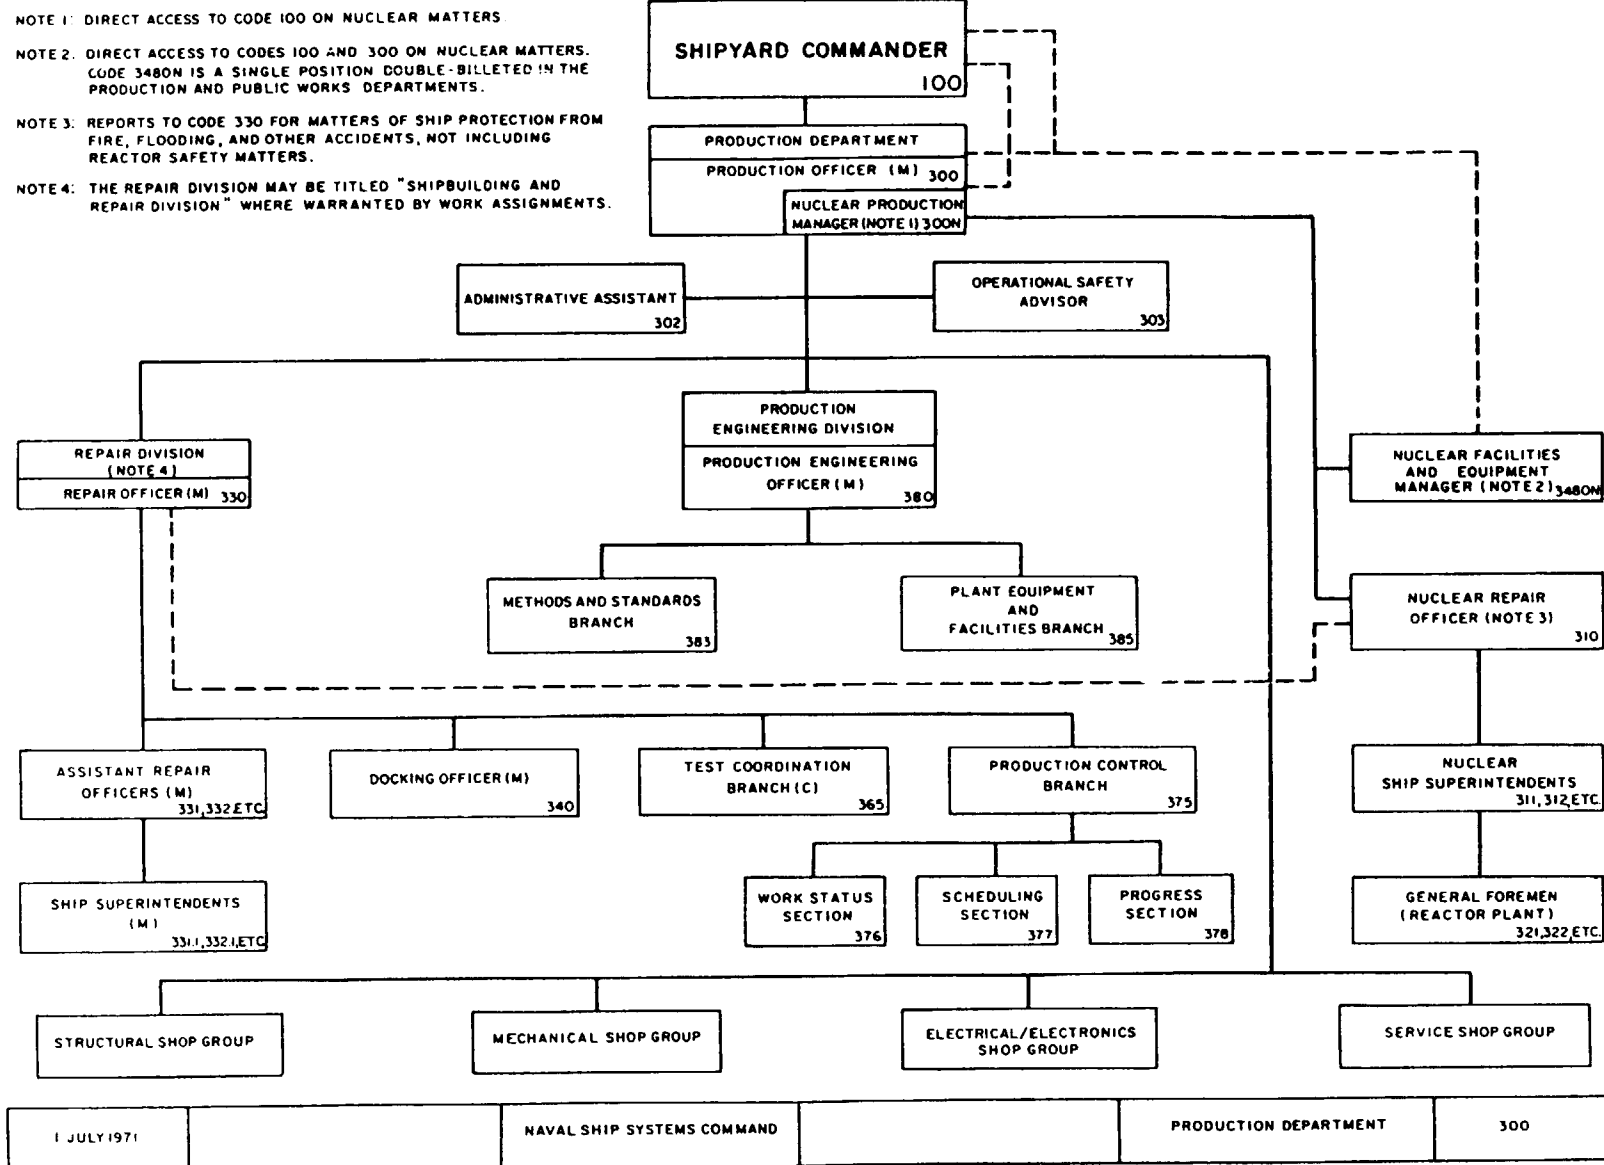 NOTE 1: DIRECT ACCESS TO CODE 100 ON NUCLEAR MATTERS
NOTE 2. DIRECT ACCESS TO CODES 100 AND 300 ON NUCLEAR MATTERS.
CODE 3480N IS A SINGLE POSITION DOUBLE-BILLETED IN THE
PRODUCTION AND PUBLIC WORKS DEPARTMENTS.
NOTE 3: REPORTS TO CODE 330 FOR MATTERS OF SHIP PROTECTION FROM
FIRE, FLOODING, AND OTHER ACCIDENTS, NOT INCLUDING
REACTOR SAFETY MATTERS.
NOTE 4: THE REPAIR DIVISION MAY BE TITLED "SHIPBUILDING AND
REPAIR DIVISION" WHERE WARRANTED BY WORK ASSIGNMENTS.
SHIPYARD COMMANDER
100
PRODUCTION DEPARTMENT
PRODUCTION OFFICER (M) 300
NUCLEAR PRODUCTION
MANAGER (NOTE 1) 300N
ADMINISTRATIVE ASSISTANT
302
OPERATIONAL SAFETY
ADVISOR
303
REPAIR DIVISION
(NOTE 4)
REPAIR OFFICER (M) 330
PRODUCTION
ENGINEERING DIVISION
PRODUCTION ENGINEERING
OFFICER (M)
380
NUCLEAR FACILITIES
AND EQUIPMENT
MANAGER (NOTE 2) 3480N
METHODS AND STANDARDS
BRANCH
383
PLANT EQUIPMENT
AND
FACILITIES BRANCH 385
NUCLEAR REPAIR
OFFICER (NOTE 3)
310
ASSISTANT REPAIR
OFFICERS (M)
331, 332 ETC
DOCKING OFFICER (M)
340
TEST COORDINATION
BRANCH (C)
365
PRODUCTION CONTROL
BRANCH
375
NUCLEAR
SHIP SUPERINTENDENTS
311, 312, ETC.
SHIP SUPERINTENDENTS
(M)
331.1, 332.1, ETC
WORK STATUS
SECTION
376
SCHEDULING
SECTION
377
PROGRESS
SECTION
378
GENERAL FOREMEN
(REACTOR PLANT)
321, 322, ETC.
STRUCTURAL SHOP GROUP
MECHANICAL SHOP GROUP
ELECTRICAL/ELECTRONICS
SHOP GROUP
SERVICE SHOP GROUP
1 JULY 1971
NAVAL SHIP SYSTEMS COMMAND
PRODUCTION DEPARTMENT
300